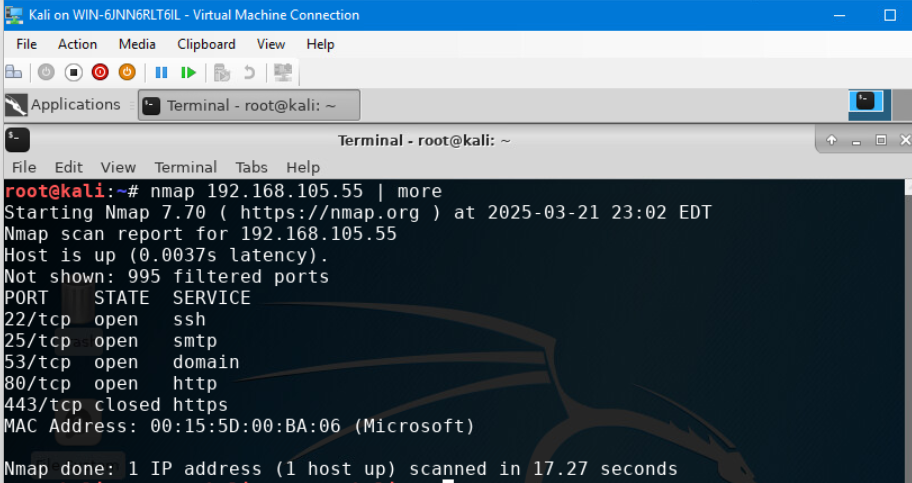 Kali on WIN-6JNN6RLT6IL - Virtual Machine Connection
File Action Media Clipboard View Help
Applications Terminal - root@kali: ~
Terminal - root@kali: ~
File Edit View Terminal Tabs Help
root@kali:~# nmap 192.168.105.55 | more
Starting Nmap 7.70 ( https://nmap.org ) at 2025-03-21 23:02 EDT
Nmap scan report for 192.168.105.55
Host is up (0.0037s latency).
Not shown: 995 filtered ports
PORT STATE SERVICE
22/tcp open ssh
25/tcp open smtp
53/tcp open domain
80/tcp open http
443/tcp closed https
MAC Address: 00:15:5D:00:BA:06 (Microsoft)
Nmap done: 1 IP address (1 host up) scanned in 17.27 seconds